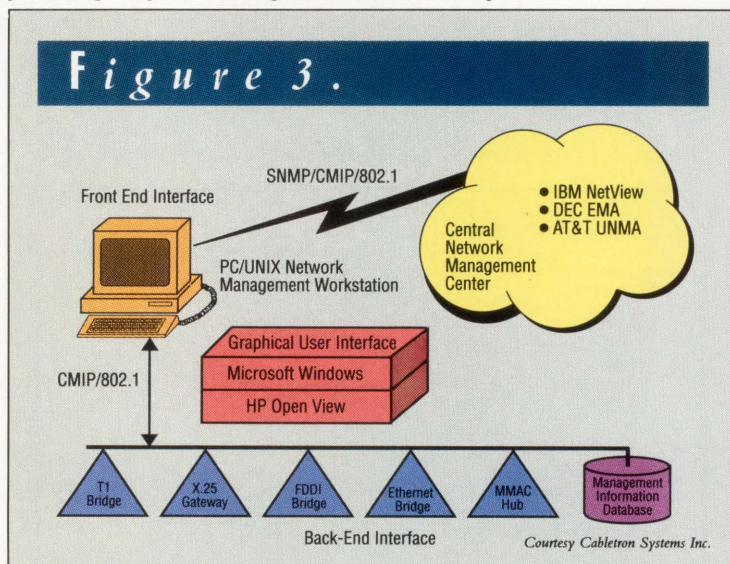 Figure 3.
SNMP/CMIP/802.1
Front End Interface
PC/UNIX Network
Management Workstation
Central
Network
Management
Center
• IBM NetView
• DEC EMA
• AT&T UNMA
CMIP/802.1
Graphical User Interface
Microsoft Windows
HP Open View
T1
Bridge
X.25
Gateway
FDDI
Bridge
Ethernet
Bridge
MMAC
Hub
Management
Information
Database
Back-End Interface
Courtesy Cabletron Systems Inc.